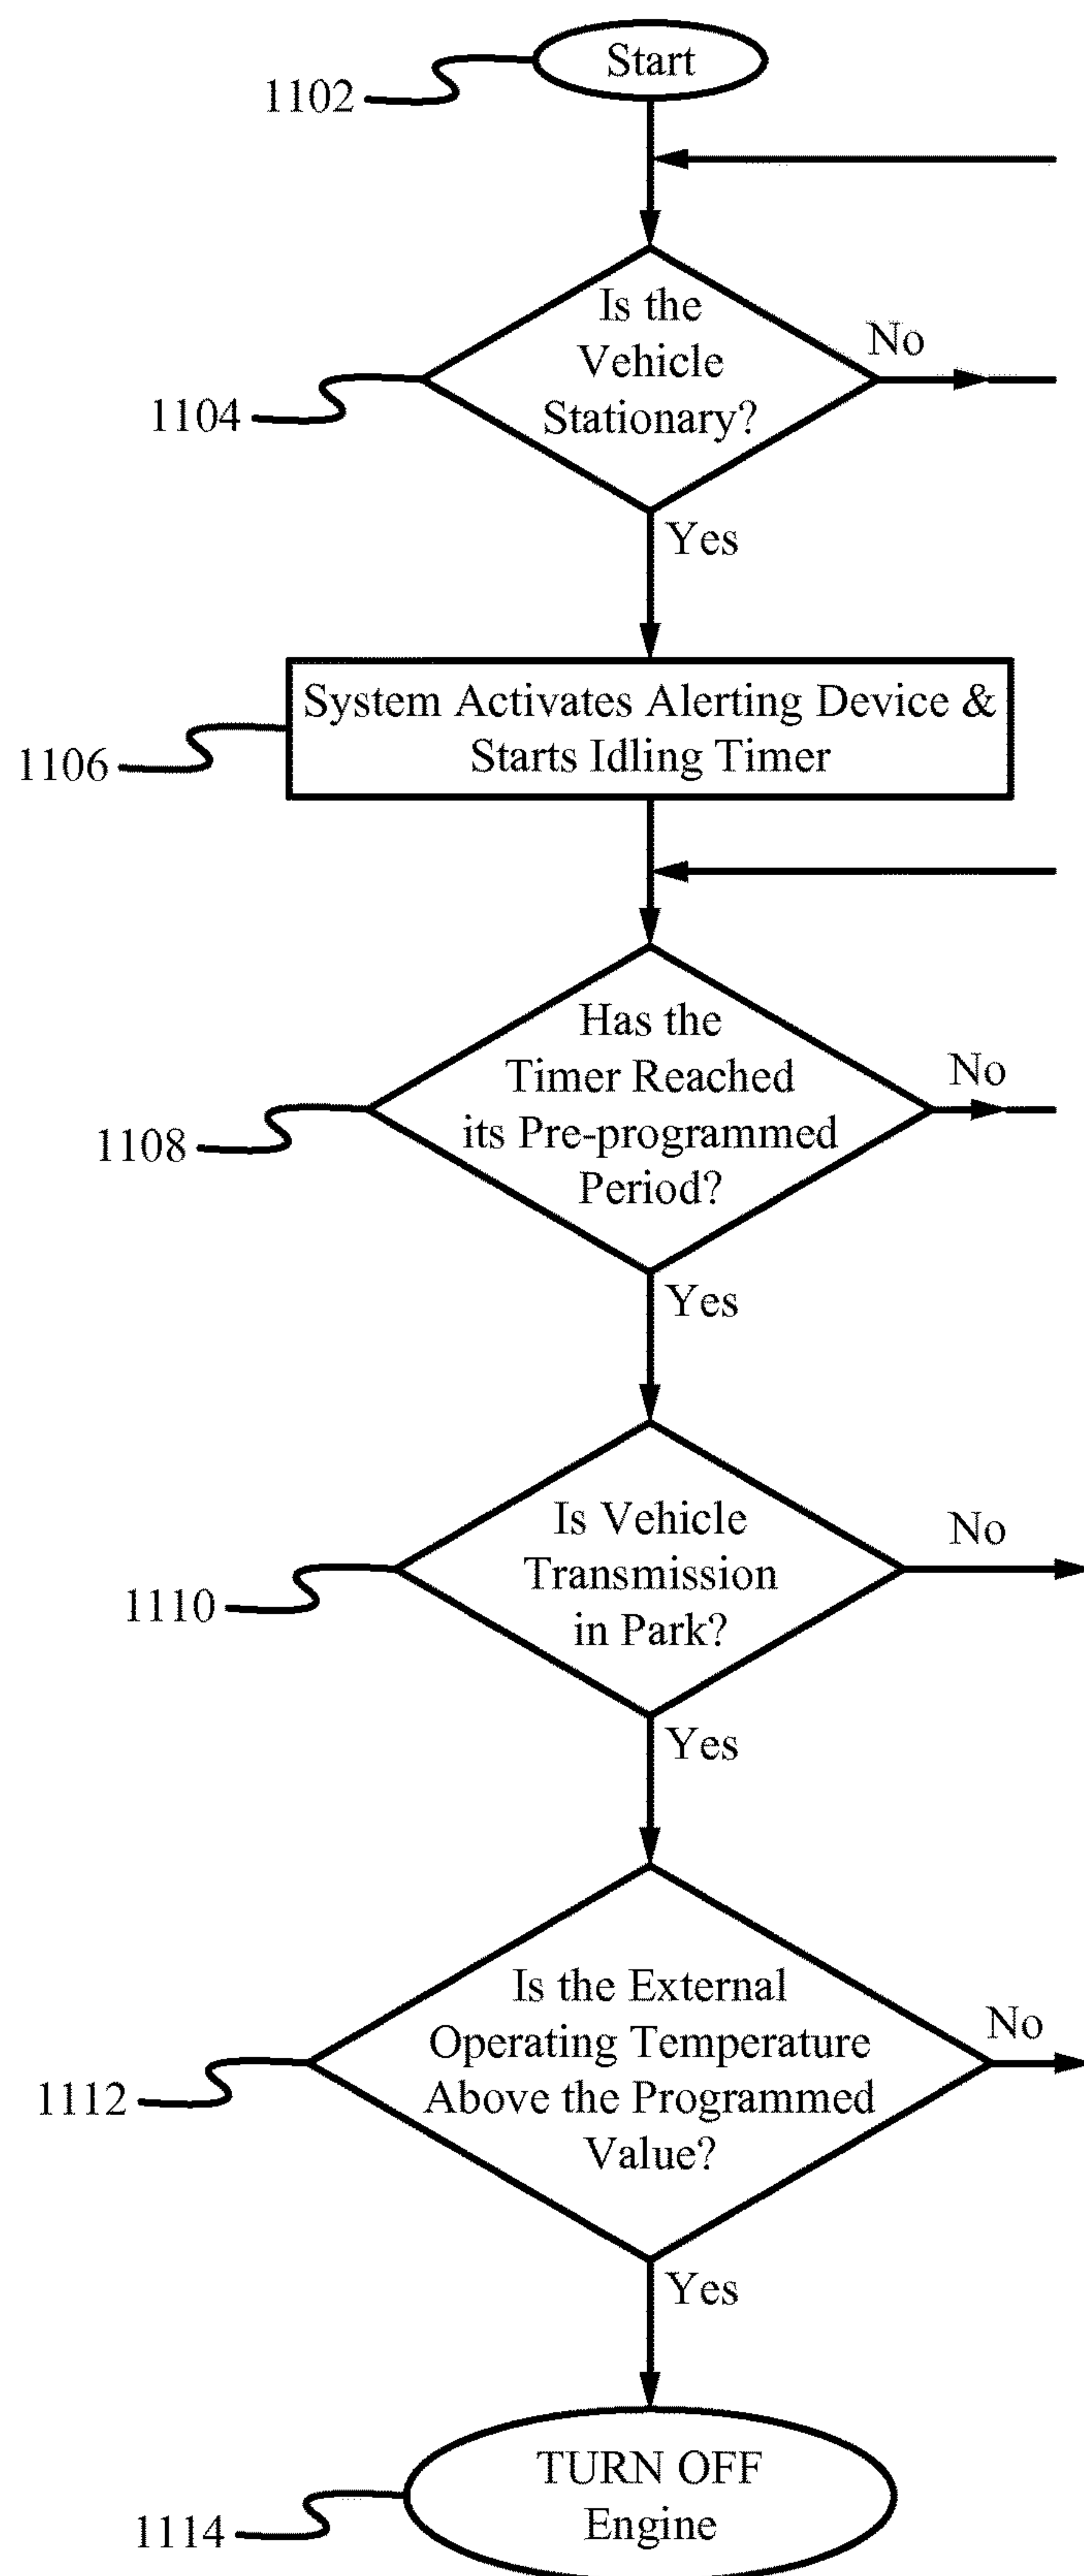 Start
1102
Is the
Vehicle
Stationary?
No
1104
Yes
System Activates Alerting Device &
Starts Idling Timer
1106
Has the
Timer Reached
its Pre-programmed
Period?
No
1108
Yes
Is Vehicle
Transmission
in Park?
No
1110
Yes
Is the External
Operating Temperature
Above the Programmed
Value?
No
1112
Yes
TURN OFF
Engine
1114